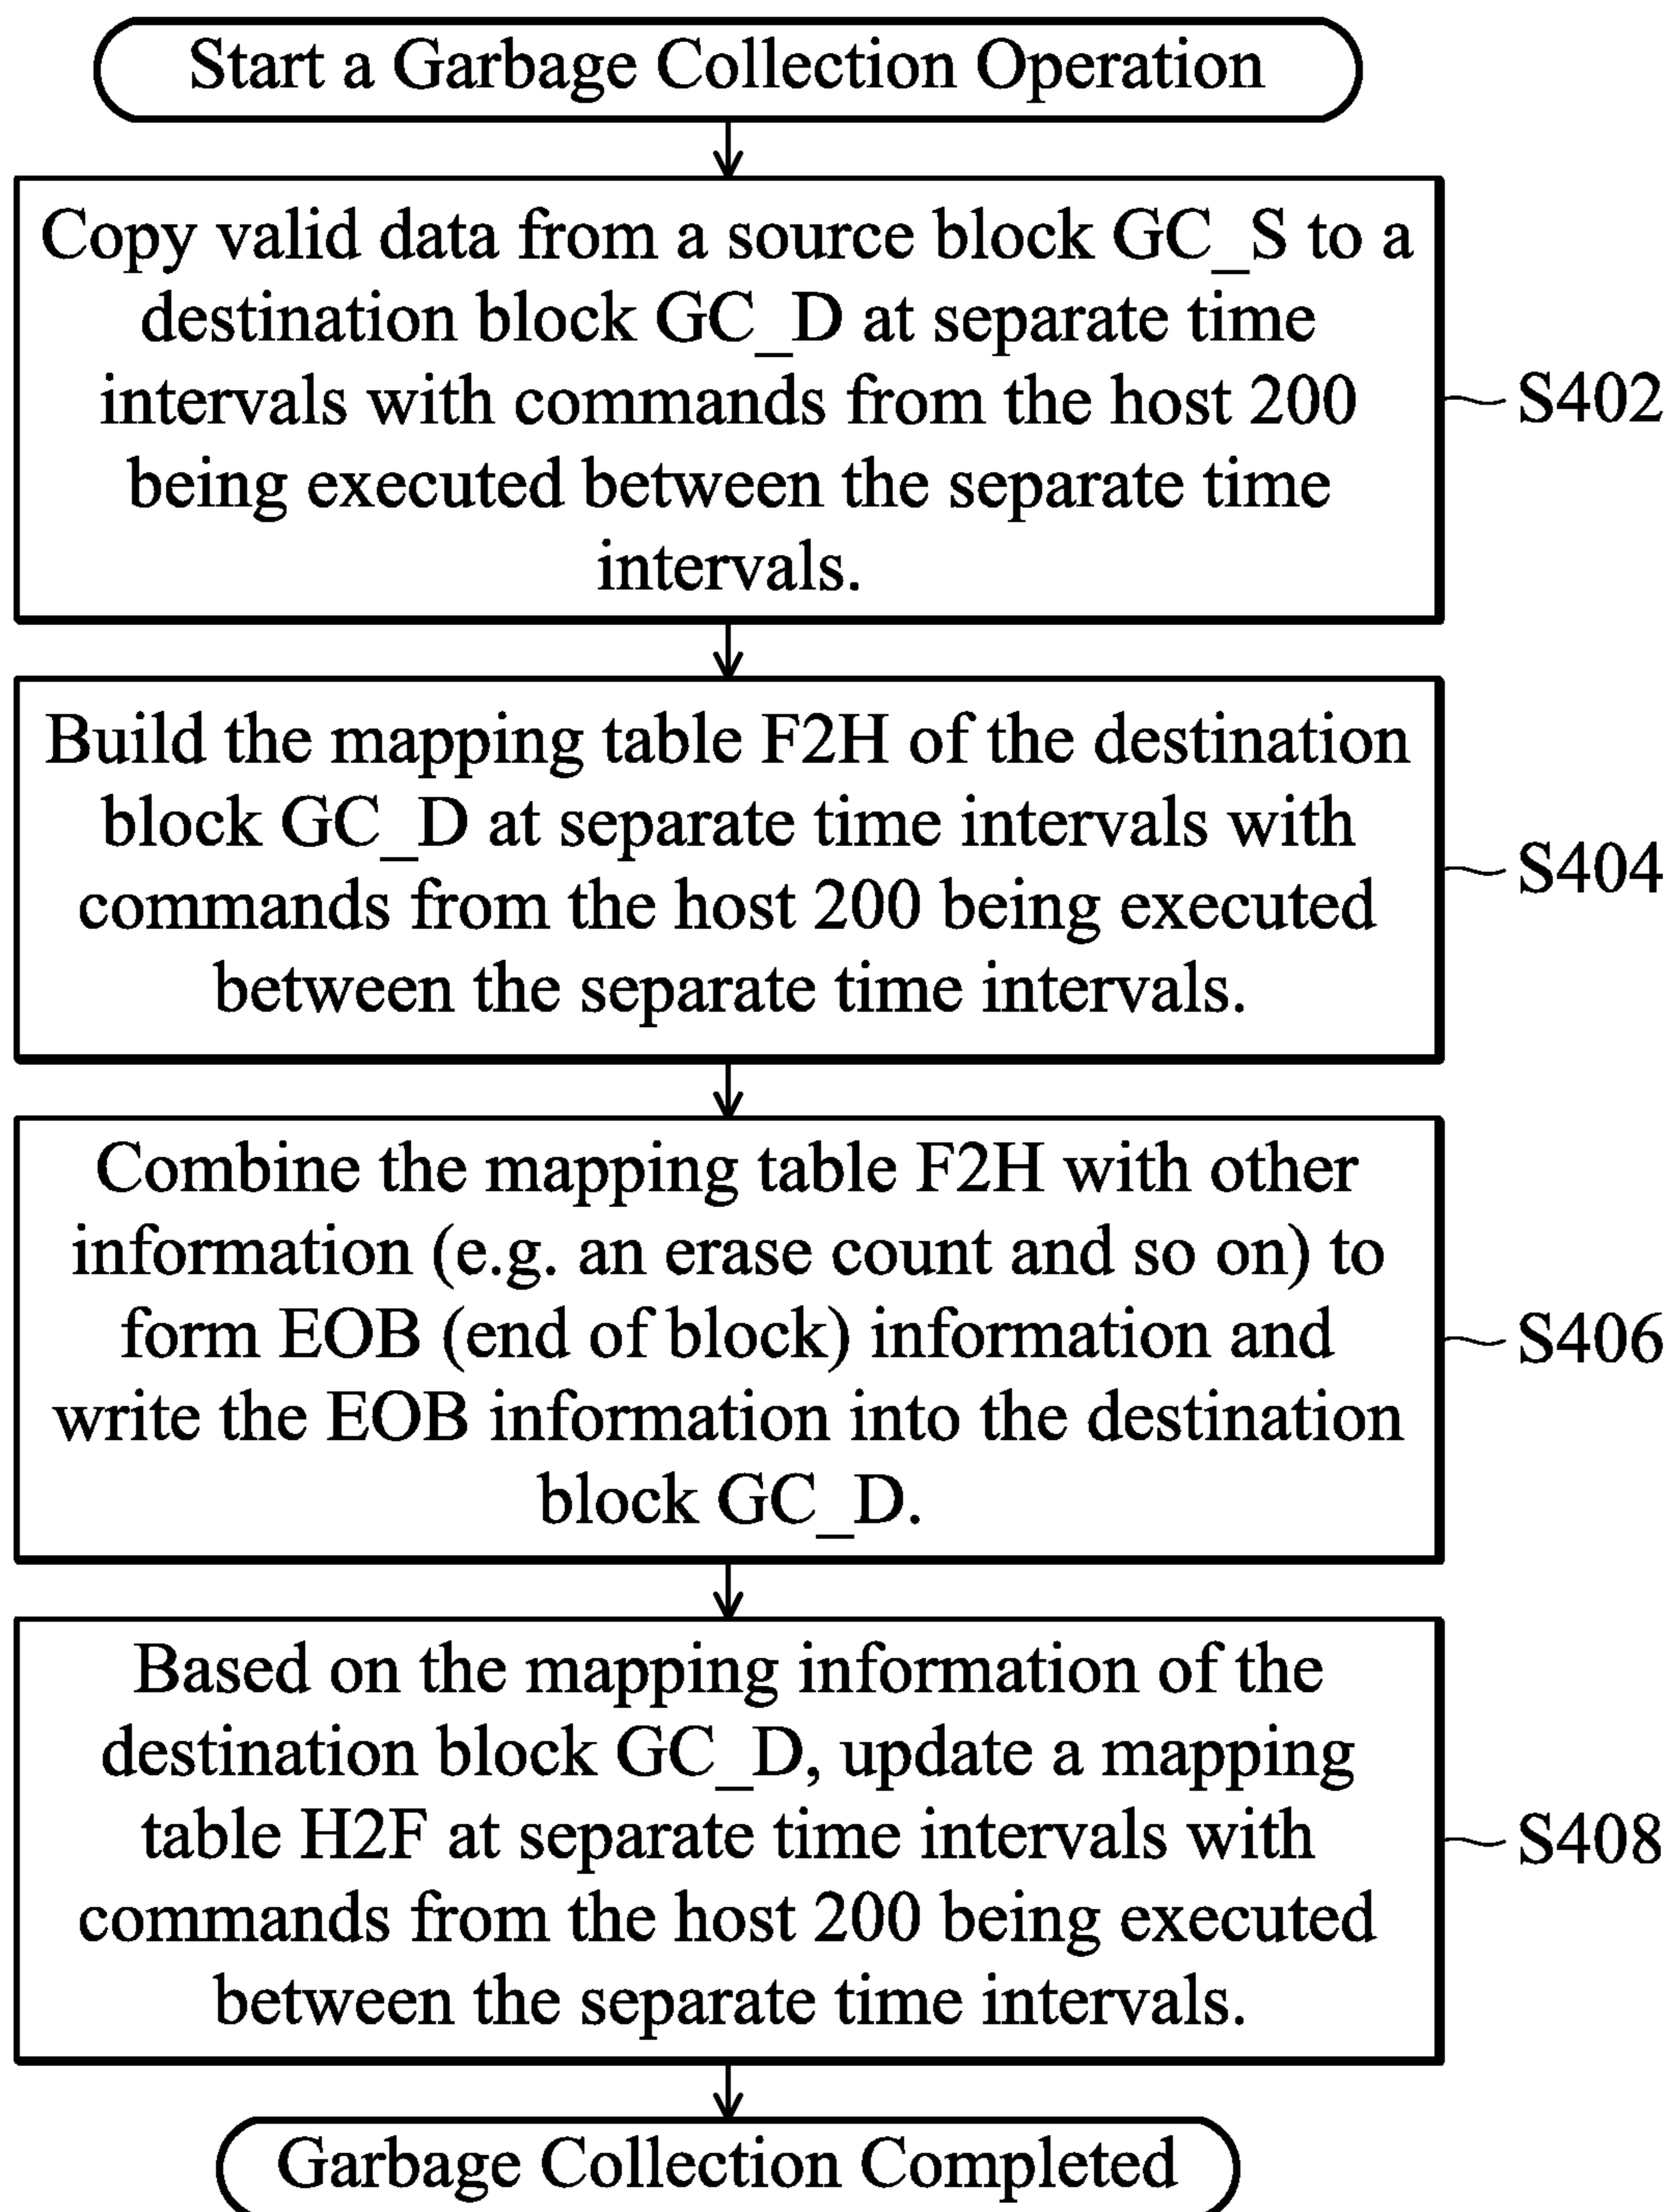 Start a Garbage Collection Operation
Copy valid data from a source block GC_S to a
destination block GC_D at separate time
intervals with commands from the host 200
being executed between the separate time
intervals.
S402
Build the mapping table F2H of the destination
block GC_D at separate time intervals with
commands from the host 200 being executed
between the separate time intervals.
S404
Combine the mapping table F2H with other
information (e.g. an erase count and so on) to
form EOB (end of block) information and
write the EOB information into the destination
block GC_D.
S406
Based on the mapping information of the
destination block GC_D, update a mapping
table H2F at separate time intervals with
commands from the host 200 being executed
between the separate time intervals.
S408
Garbage Collection Completed